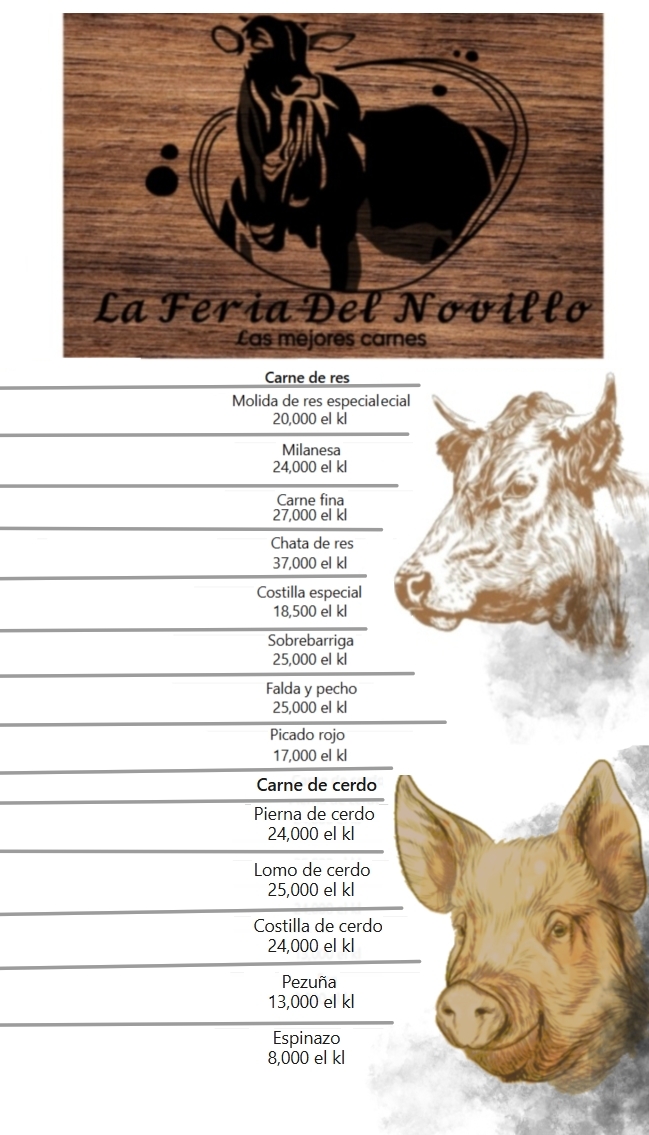 La Feria Del Novillo
Las mejores carnes
Carne de res
Molida de res especialecial
20,000 el kl
Milanesa
24,000 el kl
Carne fina
27,000 el kl
Chata de res
37,000 el kl
Costilla especial
18,500 el kl
Sobrebarriga
25,000 el kl
Falda y pecho
25,000 el kl
Picado rojo
17,000 el kl
Carne de cerdo
Pierna de cerdo
24,000 el kl
Lomo de cerdo
25,000 el kl
Costilla de cerdo
24,000 el kl
Pezuña
13,000 el kl
Espinazo
8,000 el kl